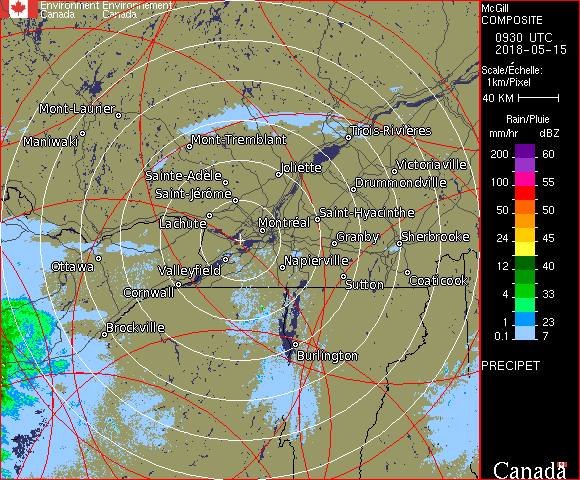 Environment Environnement
Canada Canada
McGill
COMPOSITE
0930 UTC
2018-05-15
Scale/Échelle:
1km/Pixel
40 KM
Rain/Pluie
mm/hr dBZ
200 60
100 55
50 50
24 45
12 40
4 33
1 23
0.1 7
PRECIPET
Mont-Laurier
Maniwaki
Mont-Tremblant
Trois-Rivières
Sainte-Adèle
Joliette
Victoriaville
Saint-Jérôme
Drummondville
Lachute
Montréal
Saint-Hyacinthe
Granby
Sherbrooke
Ottawa
Valleyfield
Napierville
Cornwall
Sutton
Coaticook
Brockville
Burlington
Canada